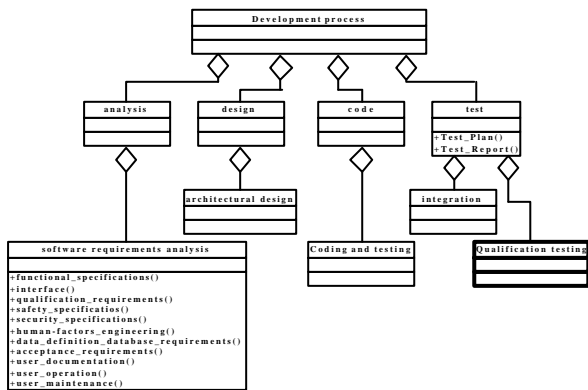 Development process
analysis
design
code
test
+Test_Plan()
+Test_Report()
architectural design
integration
software requirements analysis
+functional_specifications()
+interface()
+qualification_requirements()
+safety_specificatios()
+security_specifications()
+human-factors_engineering()
+data_definition_database_requirements()
+acceptance_requirements()
+user_documentation()
+user_operation()
+user_maintenance()
Coding and testing
Qualification testing